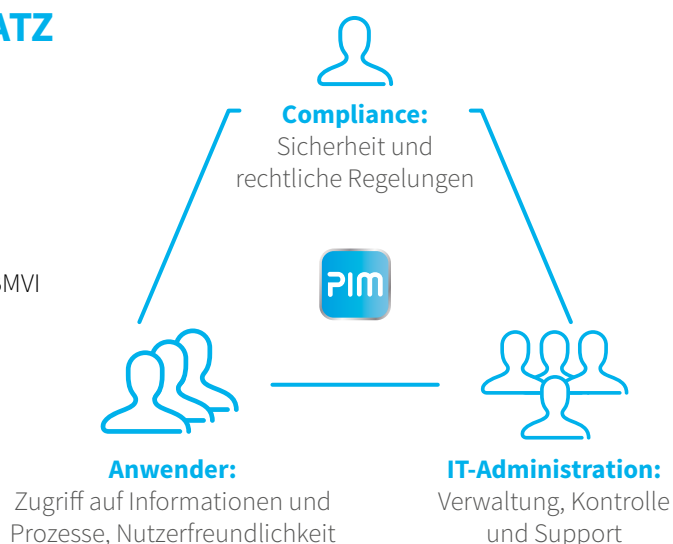 ATZ
Compliance:
Sicherheit und
rechtliche Regelungen
MVI
PIM
Anwender:
Zugriff auf Informationen und
Prozesse, Nutzerfreundlichkeit
IT-Administration:
Verwaltung, Kontrolle
und Support